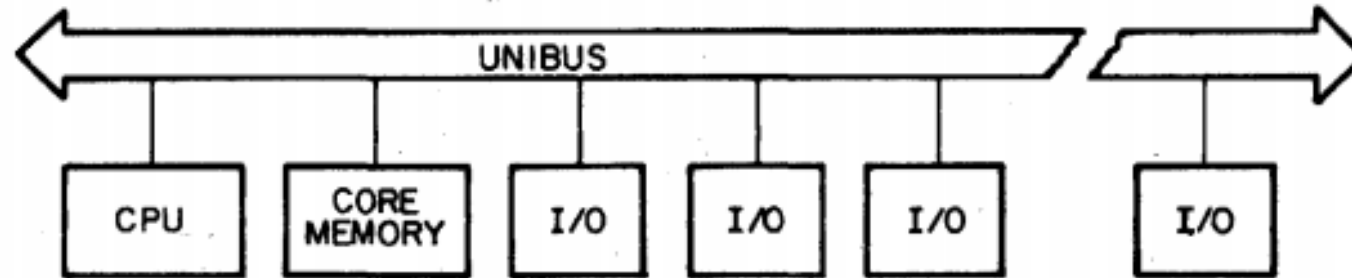 UNIBUS
CPU
CORE
MEMORY
I/O
I/O
I/O
I/O